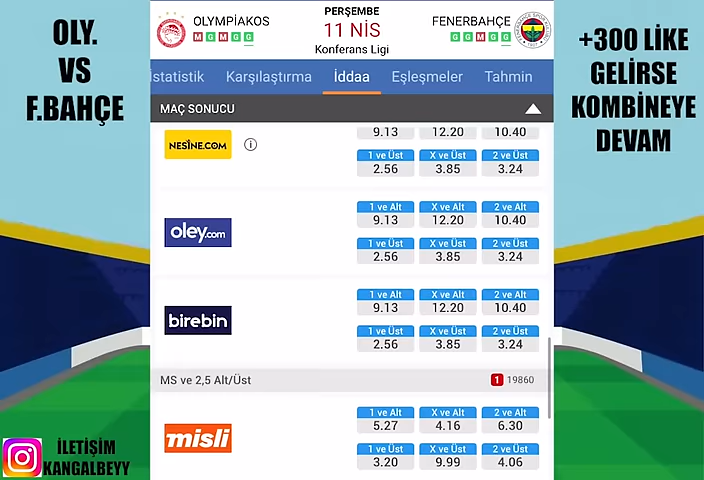 OLY.
VS
F.BAHÇE
OLYMPİAKOS
M G M G G
PERŞEMBE
11 NİS
Konferans Ligi
FENERBAHÇE
G G M G G
+300 LİKE
GELİRSE
KOMBİNEYE
DEVAM
İstatistik Karşılaştırma İddaa Eşleşmeler Tahmin
MAÇ SONUCU
NESİNE.COM
9.13 12.20 10.40
1 ve Üst X ve Üst 2 ve Üst
2.56 3.85 3.24
oley.com
1 ve Alt X ve Alt 2 ve Alt
9.13 12.20 10.40
1 ve Üst X ve Üst 2 ve Üst
2.56 3.85 3.24
birebin
1 ve Alt X ve Alt 2 ve Alt
9.13 12.20 10.40
1 ve Üst X ve Üst 2 ve Üst
2.56 3.85 3.24
MS ve 2,5 Alt/Üst 1 19860
misli
1 ve Alt X ve Alt 2 ve Alt
5.27 4.16 6.30
1 ve Üst X ve Üst 2 ve Üst
3.20 9.99 4.06
İLETİŞİM
KANGALBEYY